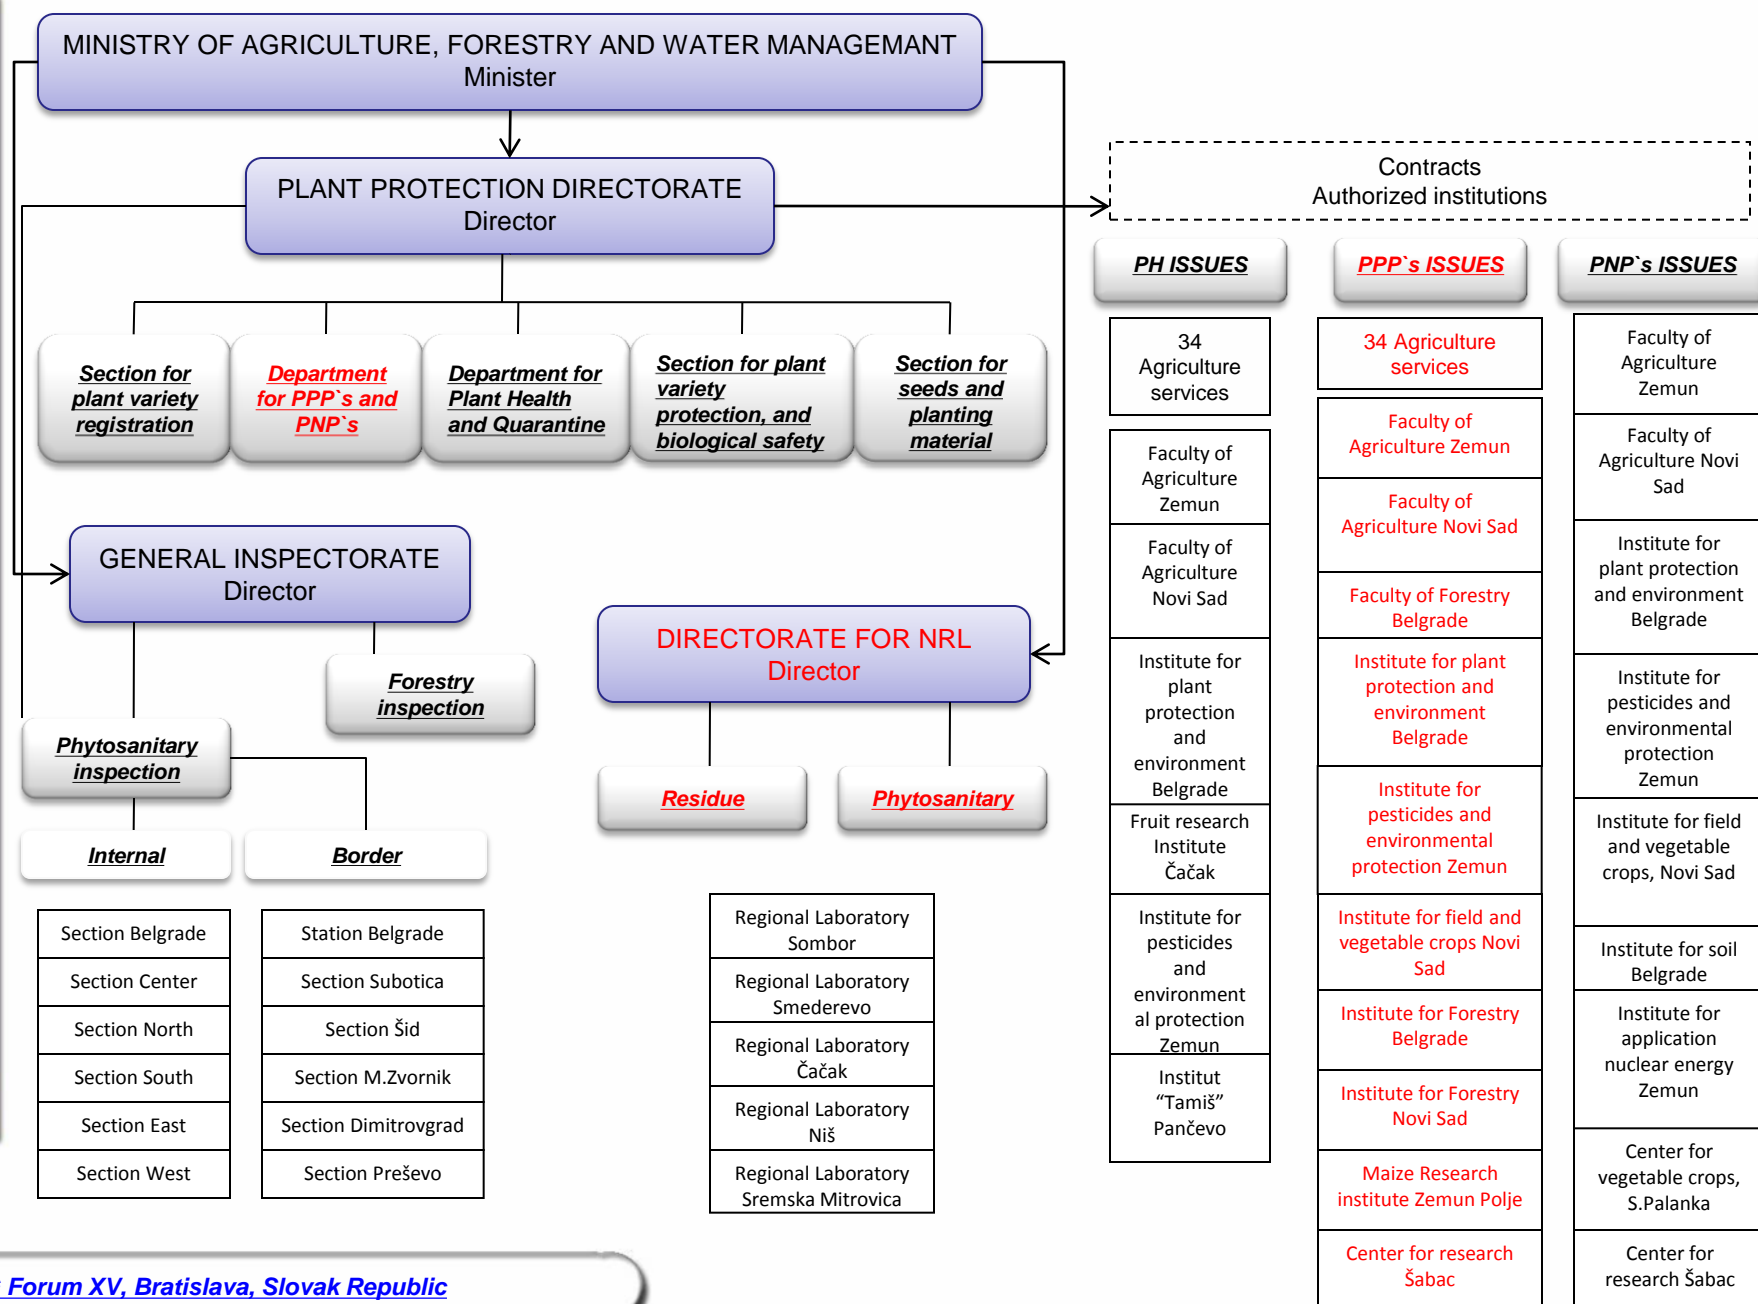 MINISTRY OF AGRICULTURE, FORESTRY AND WATER MANAGEMANT
Minister
PLANT PROTECTION DIRECTORATE
Director
Contracts
Authorized institutions
Section for
plant variety
registration
Department
for PPP`s and
PNP`s
Department for
Plant Health
and Quarantine
Section for plant
variety
protection, and
biological safety
Section for
seeds and
planting
material
GENERAL INSPECTORATE
Director
Forestry
inspection
Phytosanitary
inspection
Internal
Border
Section Belgrade
Section Center
Section North
Section South
Section East
Section West
Station Belgrade
Section Subotica
Section Šid
Section M.Zvornik
Section Dimitrovgrad
Section Preševo
DIRECTORATE FOR NRL
Director
Residue
Phytosanitary
Regional Laboratory
Sombor
Regional Laboratory
Smederevo
Regional Laboratory
Čačak
Regional Laboratory
Niš
Regional Laboratory
Sremska Mitrovica
PH ISSUES
34
Agriculture
services
Faculty of
Agriculture
Zemun
Faculty of
Agriculture
Novi Sad
Institute for
plant
protection
and
environment
Belgrade
Fruit research
Institute
Čačak
Institute for
pesticides
and
environment
al protection
Zemun
Institut
“Tamiš”
Pančevo
PPP`s ISSUES
34 Agriculture
services
Faculty of
Agriculture Zemun
Faculty of
Agriculture Novi Sad
Faculty of Forestry
Belgrade
Institute for plant
protection and
environment
Belgrade
Institute for
pesticides and
environmental
protection Zemun
Institute for field and
vegetable crops Novi
Sad
Institute for Forestry
Belgrade
Institute for Forestry
Novi Sad
Maize Research
institute Zemun Polje
Center for research
Šabac
PNP`s ISSUES
Faculty of
Agriculture
Zemun
Faculty of
Agriculture Novi
Sad
Institute for
plant protection
and environment
Belgrade
Institute for
pesticides and
environmental
protection
Zemun
Institute for field
and vegetable
crops, Novi Sad
Institute for soil
Belgrade
Institute for
application
nuclear energy
Zemun
Center for
vegetable crops,
S.Palanka
Center for
research Šabac
Forum XV, Bratislava, Slovak Republic